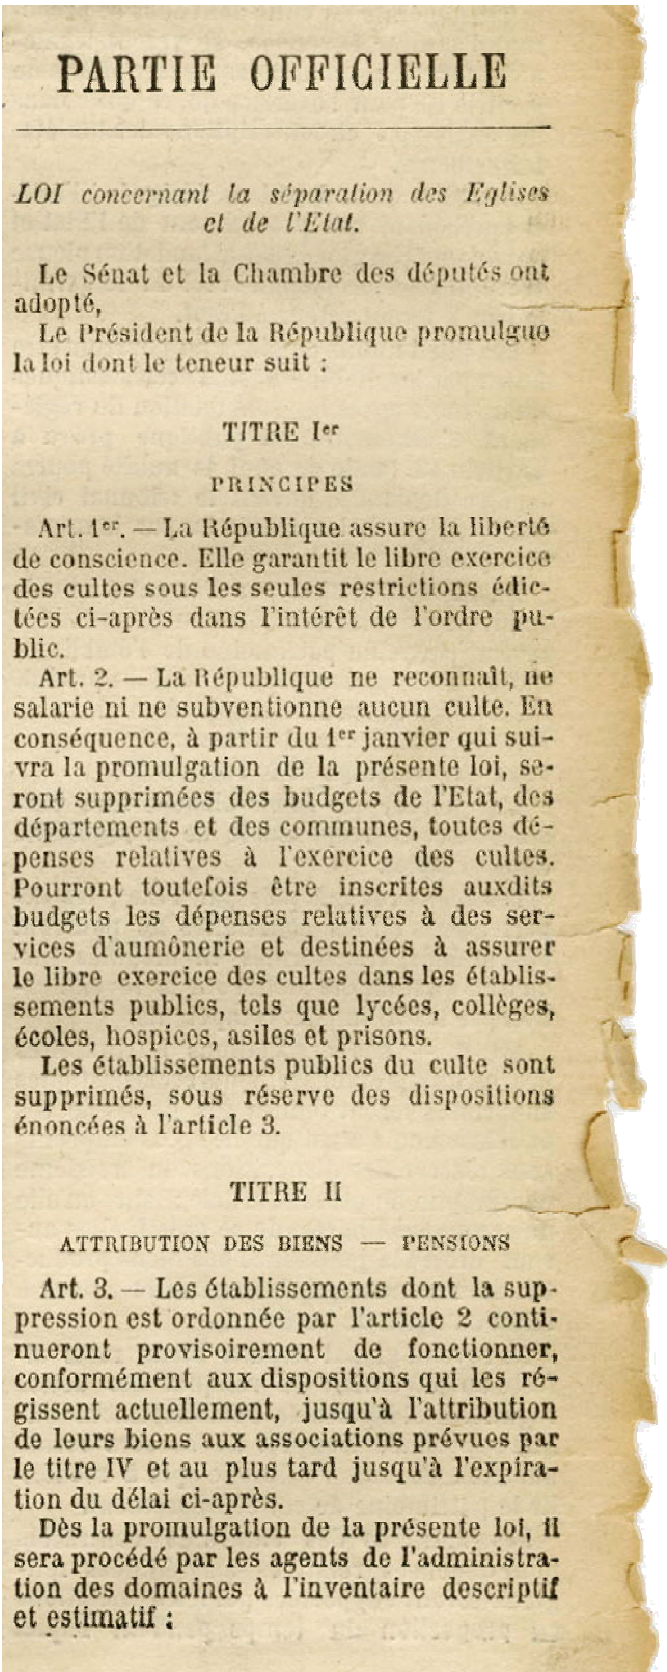 PARTIE OFFICIELLE
LOI concernant la séparation des Eglises
et de l'Etat.
Le Sénat et la Chambre des députés ont
adopté,
Le Président de la République promulgue
la loi dont le teneur suit :
TITRE Ier
PRINCIPES
Art. 1er. — La République assure la liberté
de conscience. Elle garantit le libre exercice
des cultes sous les seules restrictions édic-
tées ci-après dans l'intérêt de l'ordre pu-
blic.
Art. 2. — La République ne reconnaît, ne
salarie ni ne subventionne aucun culte. En
conséquence, à partir du 1er janvier qui sui-
vra la promulgation de la présente loi, se-
ront supprimées des budgets de l'Etat, des
départements et des communes, toutes dé-
penses relatives à l'exercice des cultes.
Pourront toutefois être inscrites auxdits
budgets les dépenses relatives à des ser-
vices d'aumônerie et destinées à assurer
le libre exercice des cultes dans les établis-
sements publics, tels que lycées, collèges,
écoles, hospices, asiles et prisons.
Les établissements publics du culte sont
supprimés, sous réserve des dispositions
énoncées à l'article 3.
TITRE II
ATTRIBUTION DES BIENS — PENSIONS
Art. 3. — Les établissements dont la sup-
pression est ordonnée par l'article 2 conti-
nueront provisoirement de fonctionner,
conformément aux dispositions qui les ré-
gissent actuellement, jusqu'à l'attribution
de leurs biens aux associations prévues par
le titre IV et au plus tard jusqu'à l'expira-
tion du délai ci-après.
Dès la promulgation de la présente loi, il
sera procédé par les agents de l'administra-
tion des domaines à l'inventaire descriptif
et estimatif :